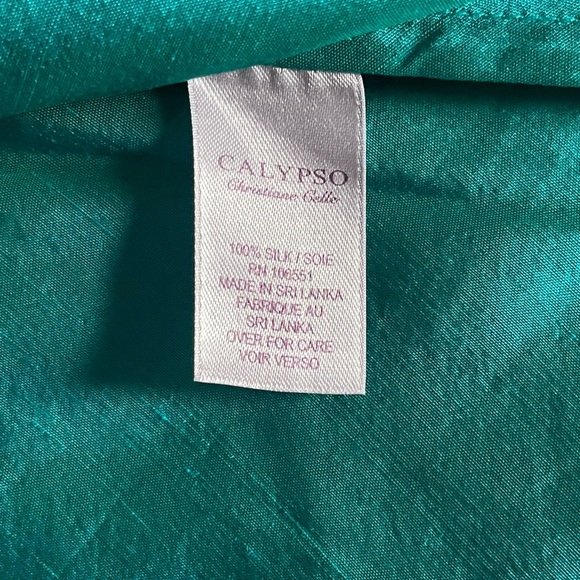 CALYPSO
Christiane Celle
100% SILK / SOIE
RN 106551
MADE IN SRI LANKA
FABRIQUE AU
SRI LANKA
OVER FOR CARE
VOIR VERSO